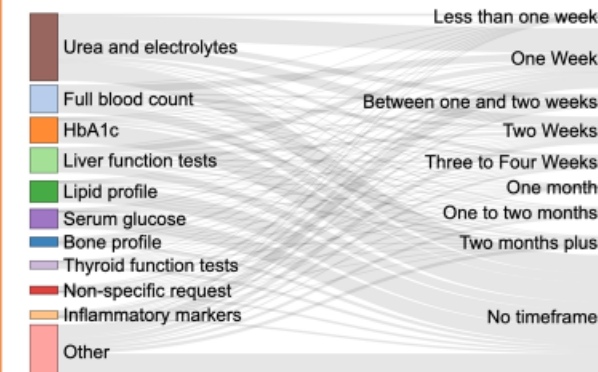 Urea and electrolytes
Full blood count
HbA1c
Liver function tests
Lipid profile
Serum glucose
Bone profile
Thyroid function tests
Non-specific request
Inflammatory markers
Other
Less than one week
One Week
Between one and two weeks
Two Weeks
Three to Four Weeks
One month
One to two months
Two months plus
No timeframe